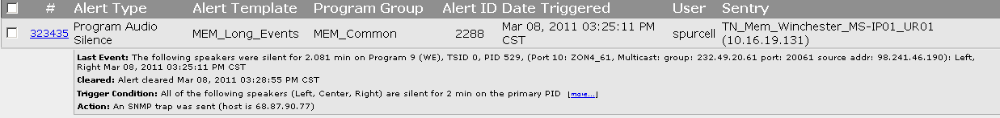 # Alert Type Alert Template Program Group Alert ID Date Triggered User Sentry
323435 Program Audio Silence MEM_Long_Events MEM_Common 2288 Mar 08, 2011 03:25:11 PM CST spurcell TN_Mem_Winchester_MS-IP01_UR01 (10.16.19.131)
Last Event: The following speakers were silent for 2.081 min on Program 9 (WE), TSID 0, PID 529, (Port 10: ZON4_61, Multicast: group: 232.49.20.61 port: 20061 source addr: 98.241.46.190): Left,
Right Mar 08, 2011 03:25:11 PM CST
Cleared: Alert cleared Mar 08, 2011 03:28:55 PM CST
Trigger Condition: All of the following speakers (Left, Center, Right) are silent for 2 min on the primary PID [more...]
Action: An SNMP trap was sent (host is 68.87.90.77)